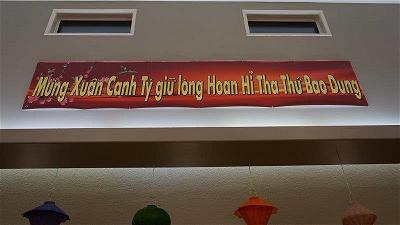 Mừng Xuân Canh Tý giữ lòng Hoan Hỉ Tha Thứ Bao Dung